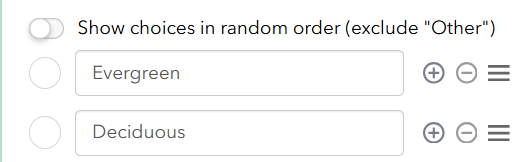 Show choices in random order (exclude "Other")
Evergreen
Deciduous